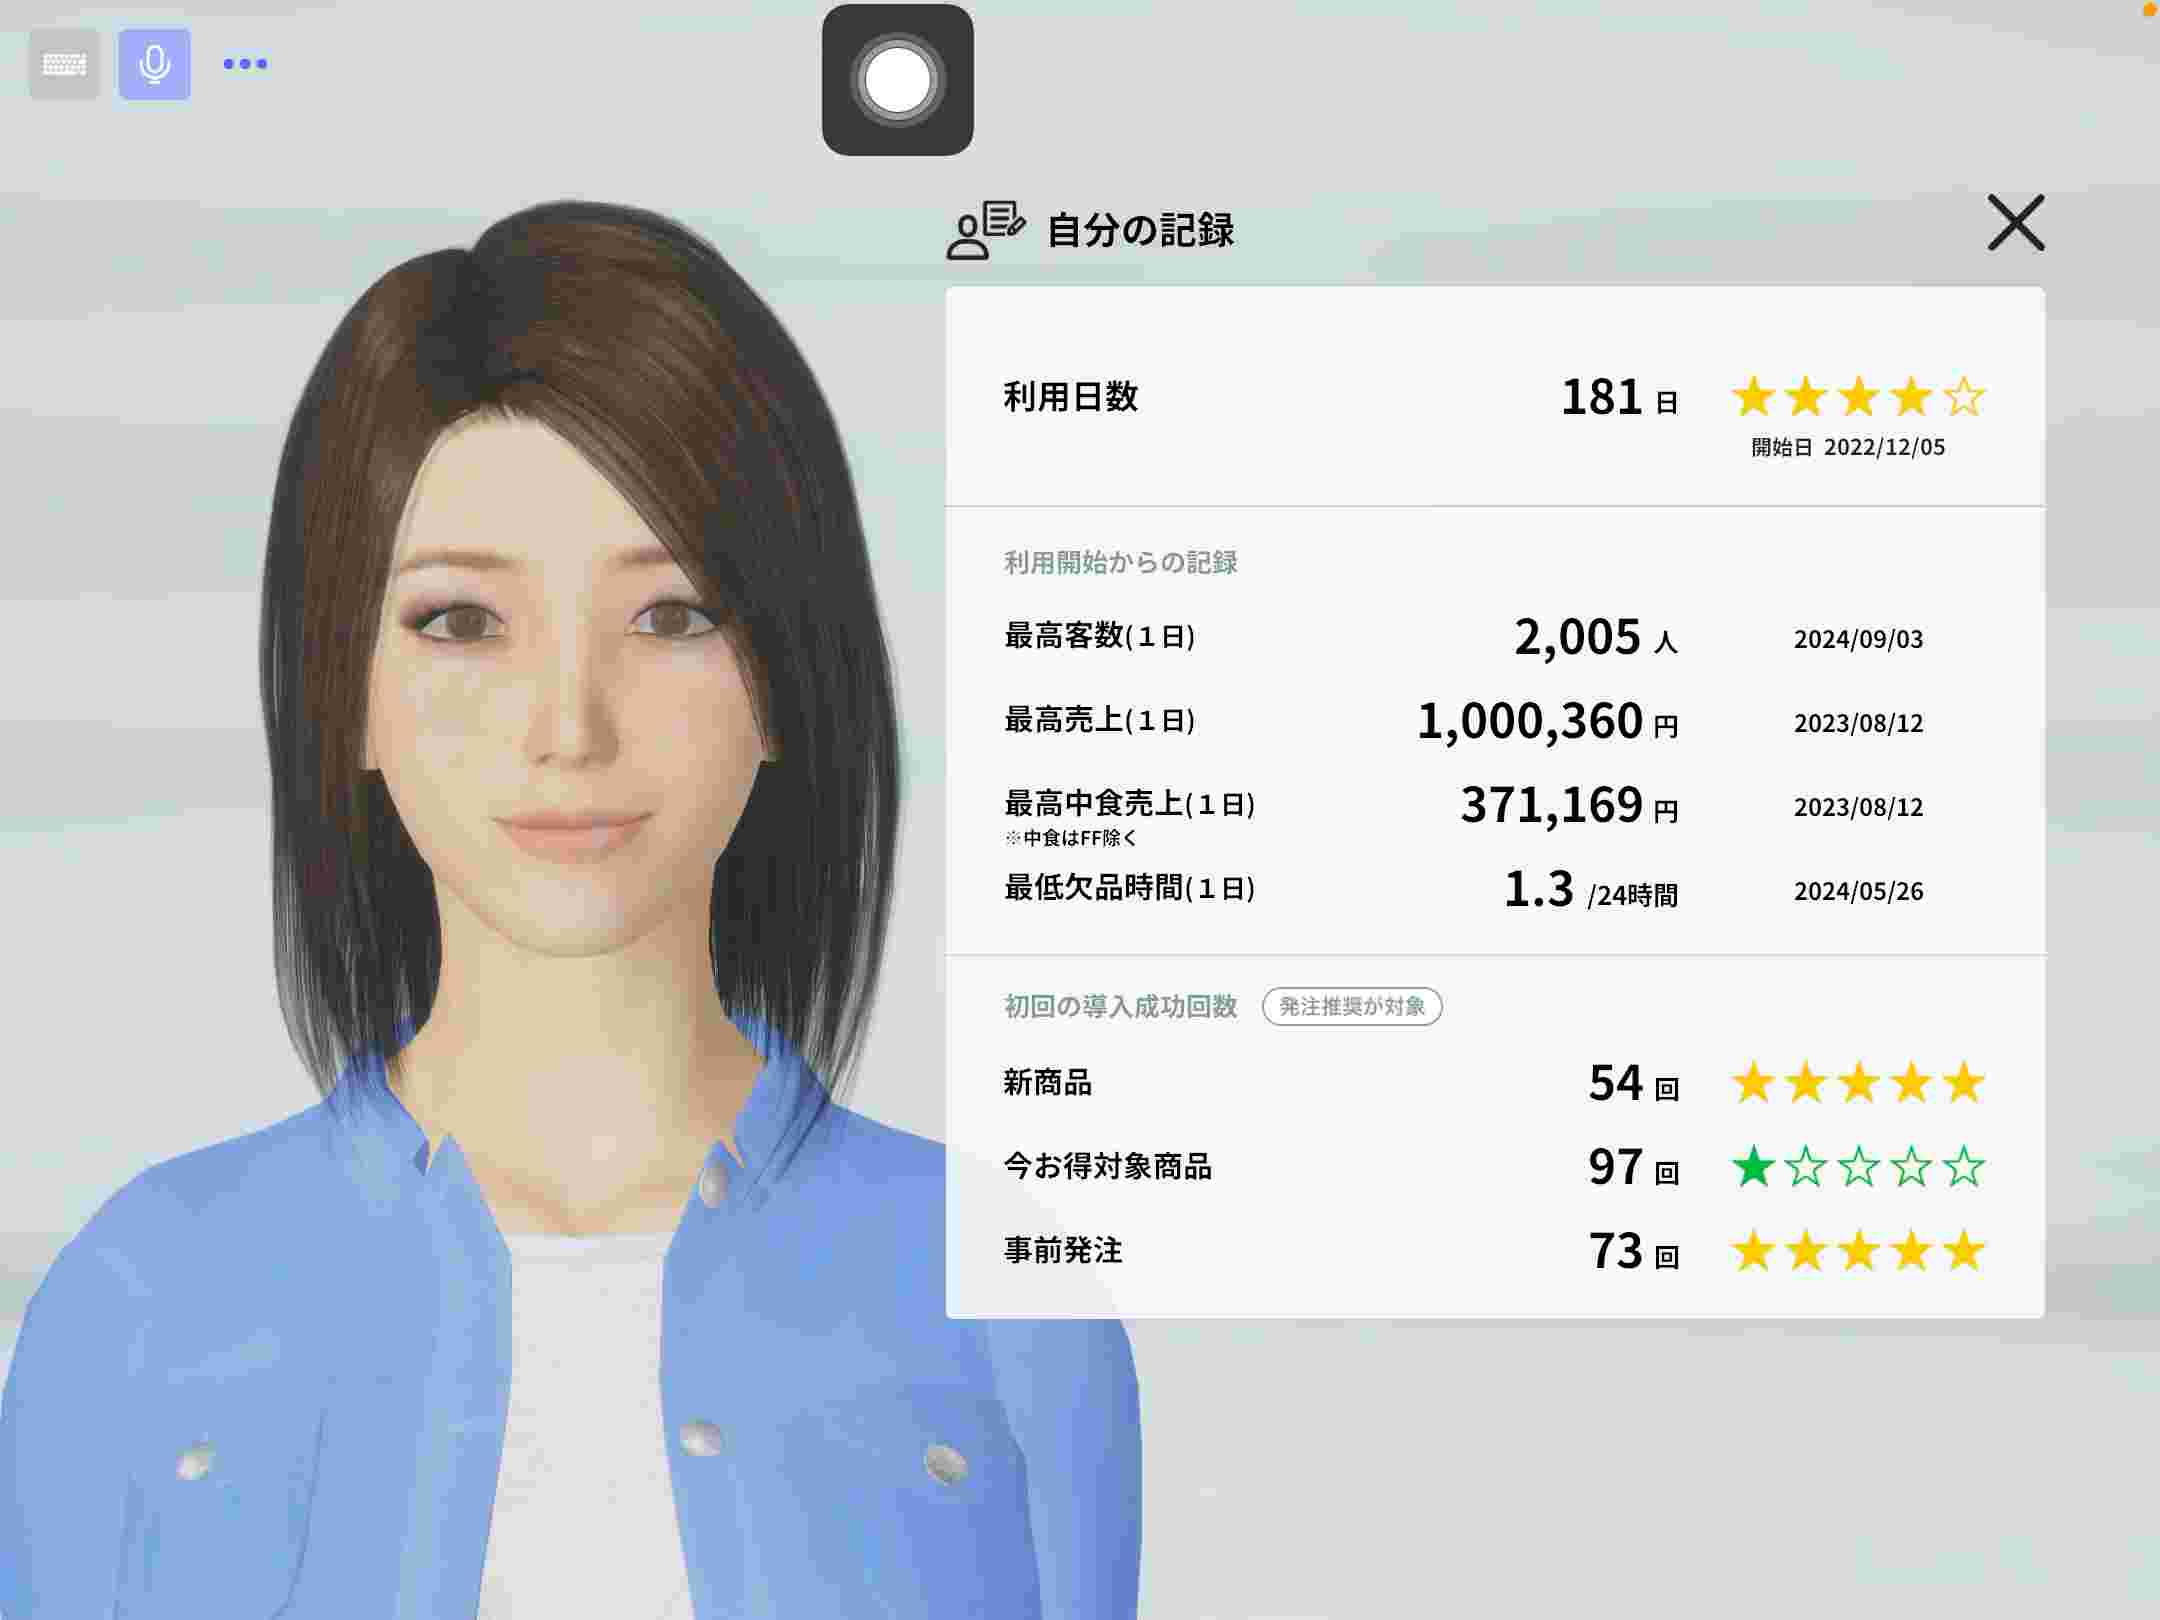 自分の記録
利用日数 181 日
開始日 2022/12/05
利用開始からの記録
最高客数(1日) 2,005 人 2024/09/03
最高売上(1日) 1,000,360 円 2023/08/12
最高中食売上(1日) 371,169 円 2023/08/12
※中食はFF除く
最低欠品時間(1日) 1.3 /24時間 2024/05/26
初回の導入成功回数 発注推奨が対象
新商品 54 回
今お得対象商品 97 回
事前発注 73 回